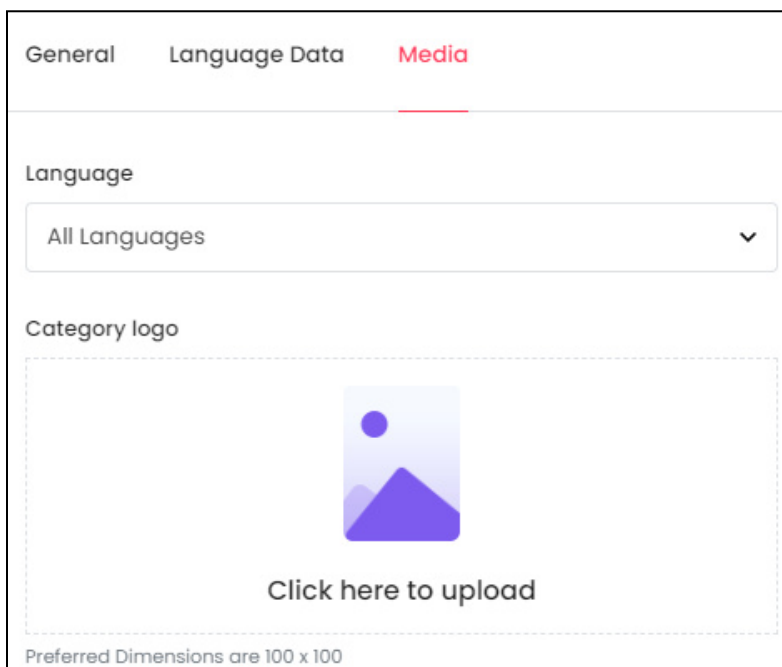 General Language Data Media
Language
All Languages
Category logo
Click here to upload
Preferred Dimensions are 100 x 100